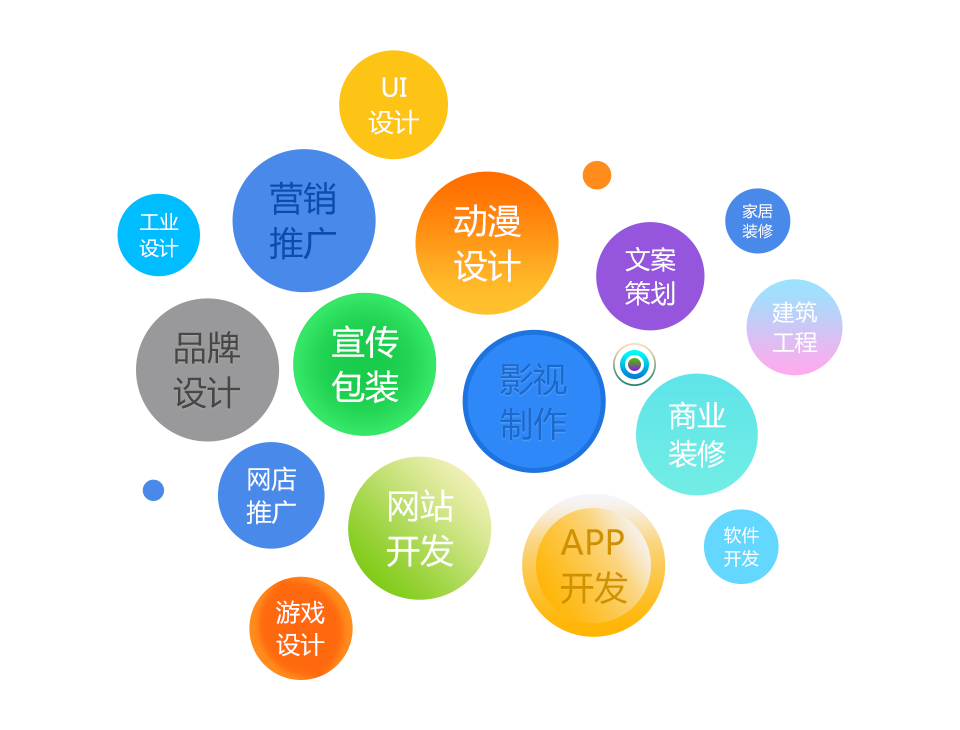 UI
设计
营销
推广
工业
设计
动漫
设计
家居
装修
文案
策划
建筑
工程
品牌
设计
宣传
包装
影视
制作
商业
装修
网店
推广
网站
开发
APP
开发
软件
开发
游戏
设计